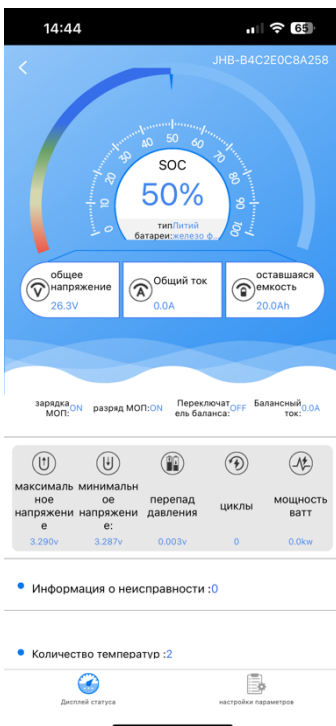 14:44
65
JHB-B4C2E0C8A258
0 10 20 30 40 50 60 70 80 90 100
SOC
50%
типЛитий
батареи:железо ф...
общее
напряжение
26.3V
Общий ток
0.0A
оставшаяся
емкость
20.0Ah
зарядка
МОП:ON
разряд МОП:ON
Переключат
ель баланса:OFF
Балансный
ток:0.0A
максималь
ное
напряжени
е
3.290v
минимальн
ое
напряжени
е:
3.287v
перепад
давления
0.003v
циклы
0
мощность
ватт
0.0kw
Информация о неисправности :0
Количество температур :2
Дисплей статуса
настройки параметров